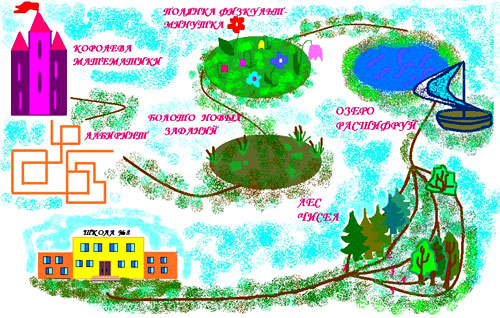 ПОЛЯНКА ФИЗКУЛЬТ-
МИНУТКА
КОРОЛЕВА
МАТЕМАТИКИ
ЛАБИРИНТ
БОЛОТО НОВЫХ
ЗАДАНИЙ
ОЗЕРО
РАСШИФРУЙ
ЛЕС
ЧИСЕЛ
ШКОЛА №8